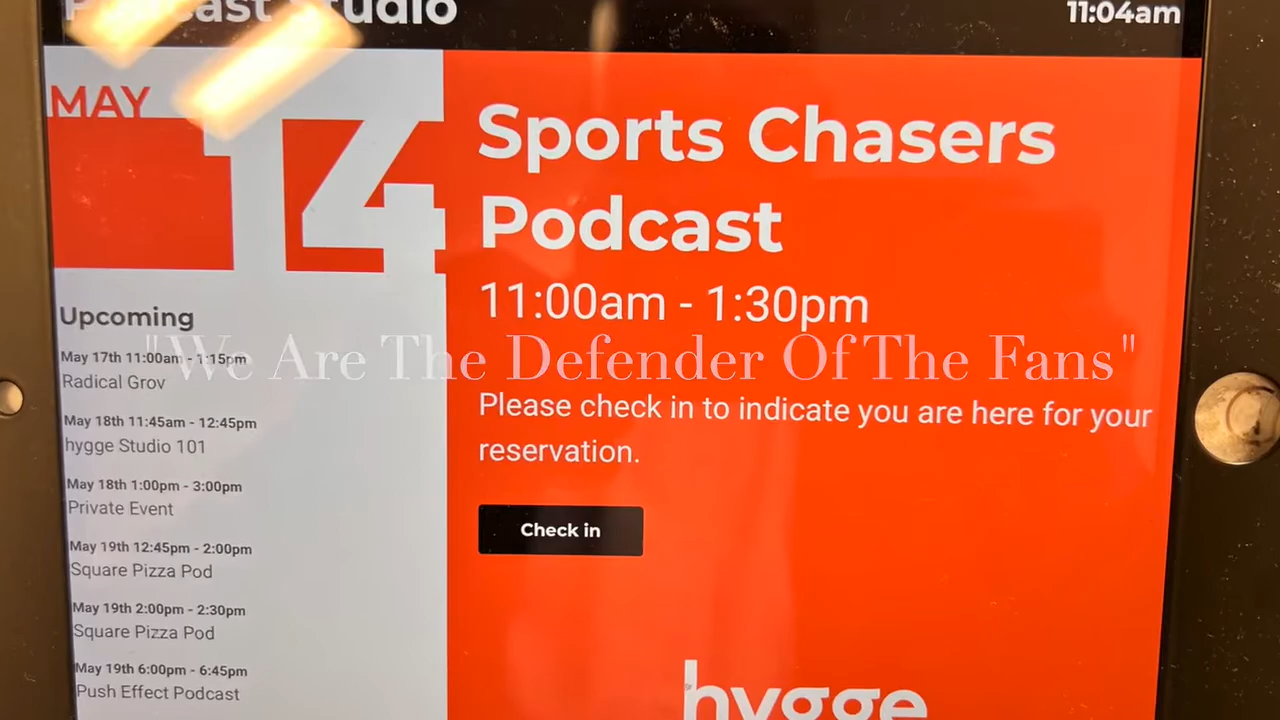 Podcast Studio
11:04am
MAY
14
Sports Chasers
Podcast
11:00am - 1:30pm
"We Are The Defender Of The Fans"
Please check in to indicate you are here for your
reservation.
Check in
hygge
Upcoming
May 17th 11:00am - 1:15pm
Radical Grov
May 18th 11:45am - 12:45pm
hygge Studio 101
May 18th 1:00pm - 3:00pm
Private Event
May 19th 12:45pm - 2:00pm
Square Pizza Pod
May 19th 2:00pm - 2:30pm
Square Pizza Pod
May 19th 6:00pm - 6:45pm
Push Effect Podcast